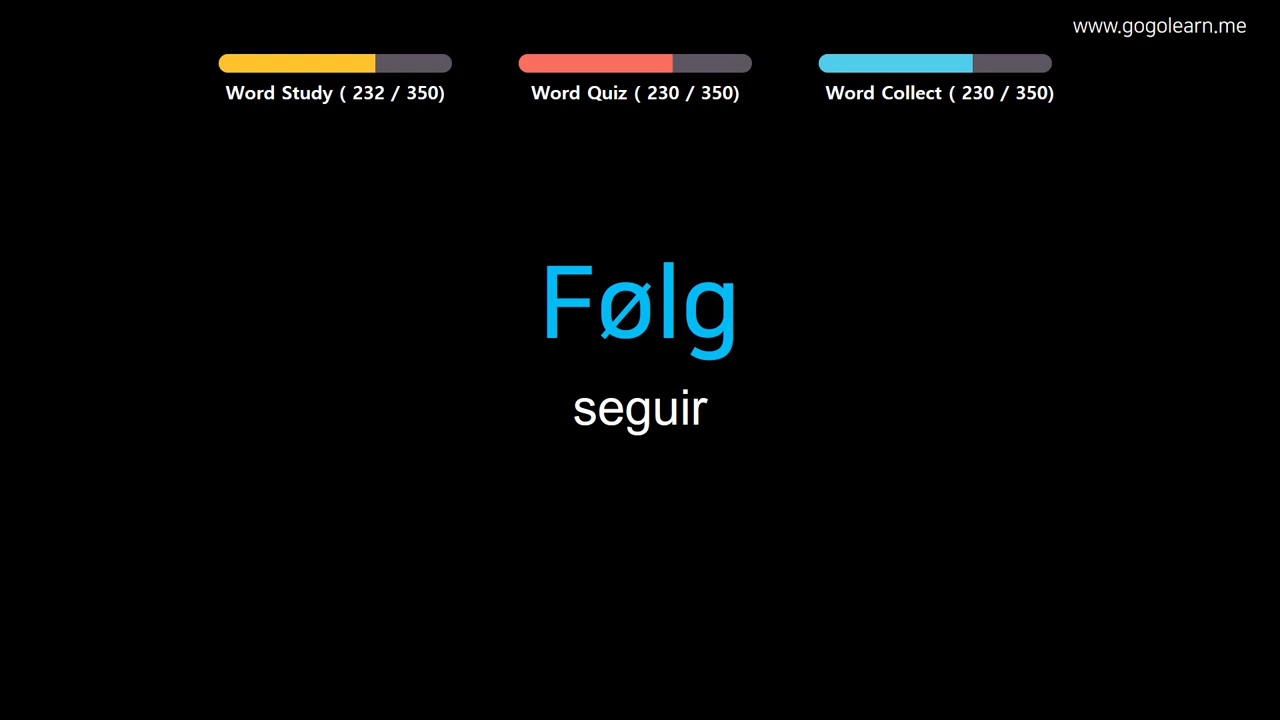 www.gogolearn.me
Word Study ( 232 / 350)
Word Quiz ( 230 / 350)
Word Collect ( 230 / 350)
Følg
seguir